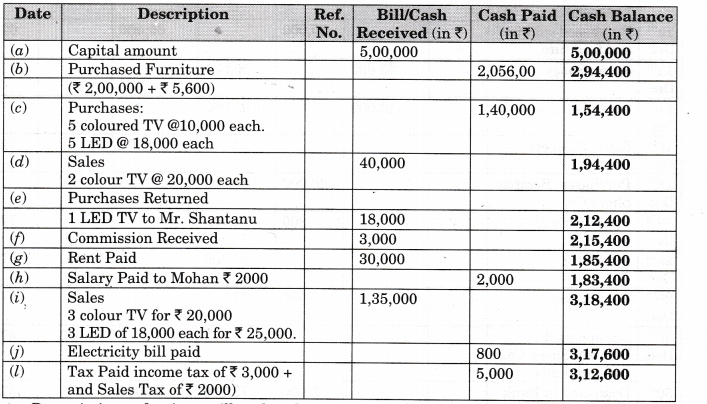 Date Description Ref. No. Bill/Cash Received (in ₹) Cash Paid (in ₹) Cash Balance (in ₹)
(a) Capital amount 5,00,000 5,00,000
(b) Purchased Furniture 2,056,00 2,94,400
(₹ 2,00,000 + ₹ 5,600)
(c) Purchases: 1,40,000 1,54,400
5 coloured TV @10,000 each.
5 LED @ 18,000 each
(d) Sales 40,000 1,94,400
2 colour TV @ 20,000 each
(e) Purchases Returned
1 LED TV to Mr. Shantanu 18,000 2,12,400
(f) Commission Received 3,000 2,15,400
(g) Rent Paid 30,000 1,85,400
(h) Salary Paid to Mohan ₹ 2000 2,000 1,83,400
(i) Sales 1,35,000 3,18,400
3 colour TV for ₹ 20,000
3 LED of 18,000 each for ₹ 25,000.
(j) Electricity bill paid 800 3,17,600
(l) Tax Paid income tax of ₹ 3,000 + 5,000 3,12,600
and Sales Tax of ₹ 2000)